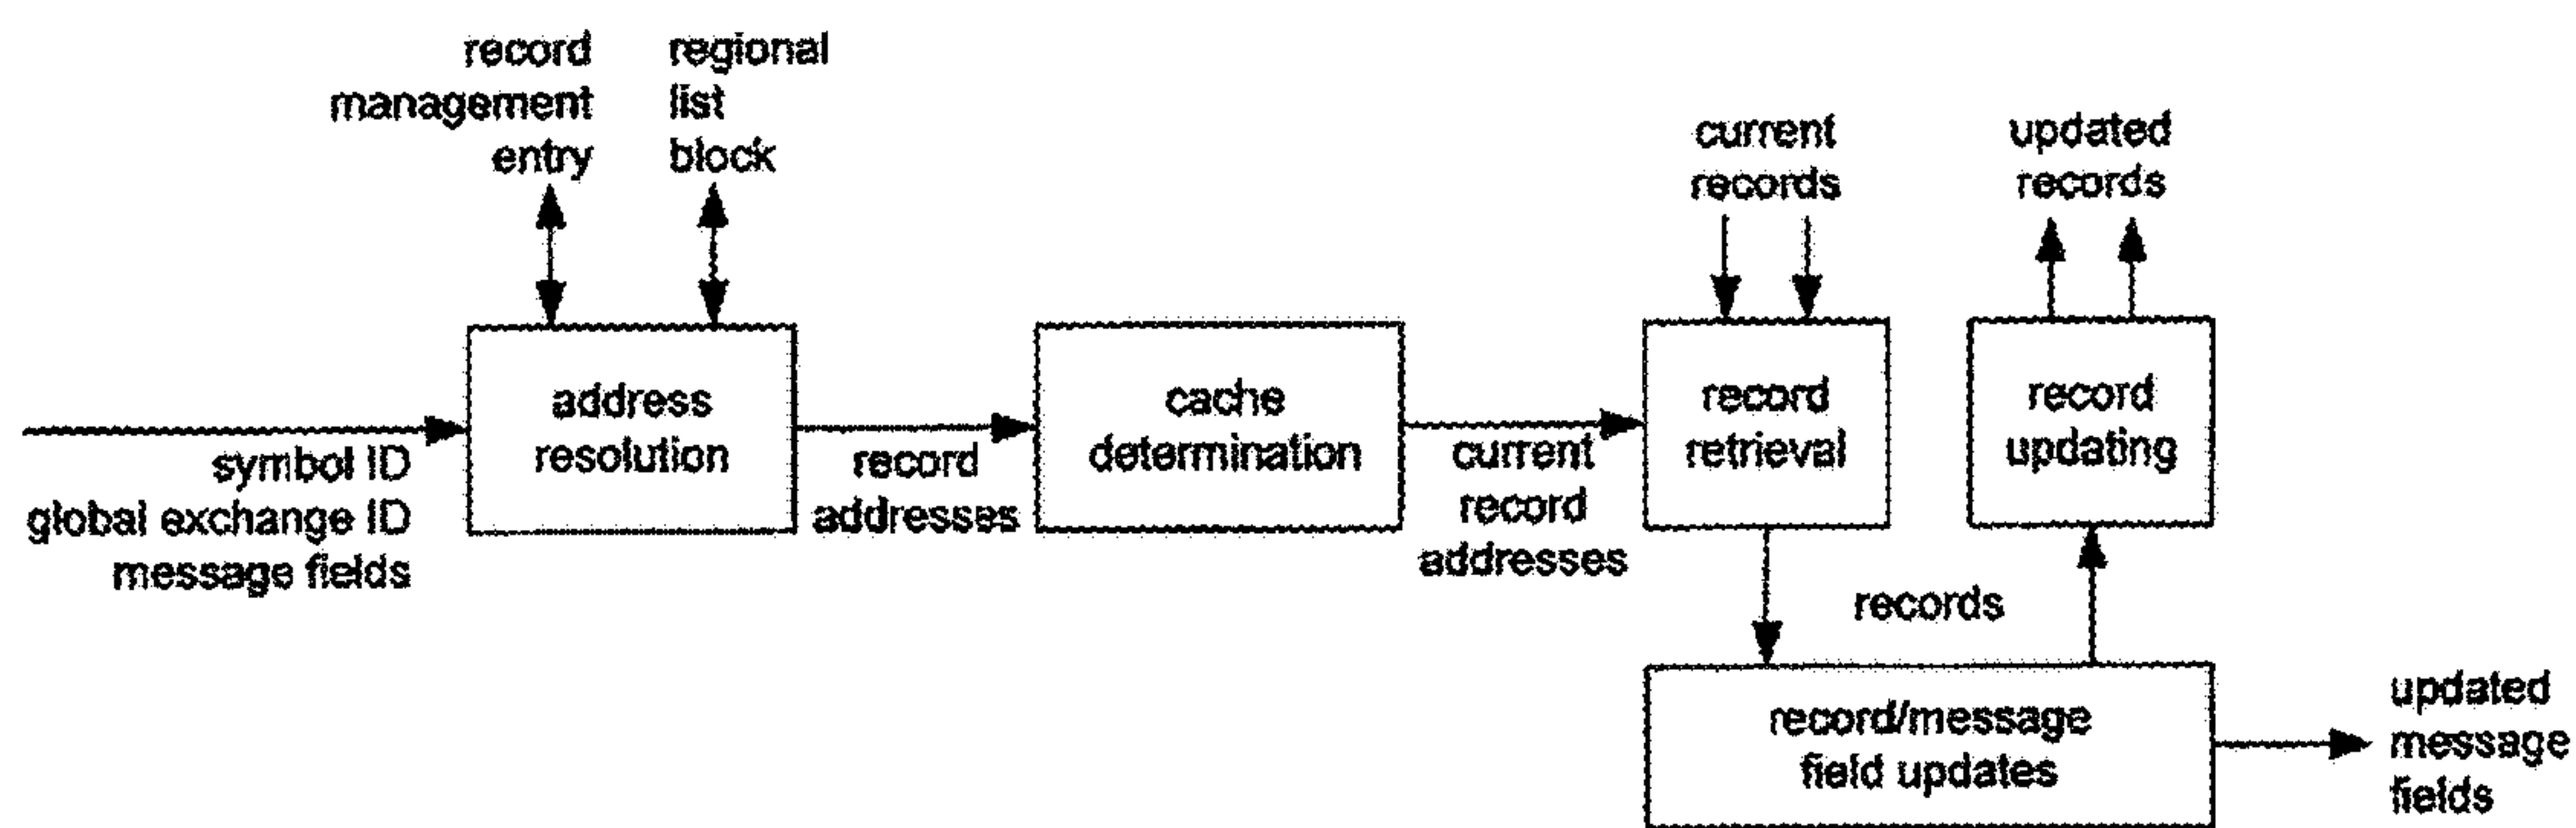 record
management
entry
regional
list
block
current
records
updated
records
symbol ID
global exchange ID
message fields
address
resolution
record
addresses
cache
determination
current
record
addresses
record
retrieval
record
updating
records
record/message
field updates
updated
message
fields